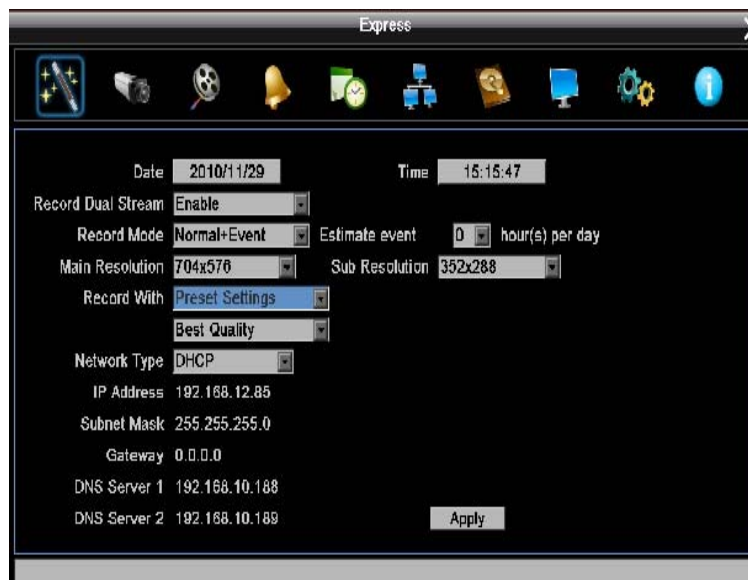 Express
Date 2010/11/29 Time 15:15:47
Record Dual Stream Enable
Record Mode Normal+Event Estimate event 0 hour(s) per day
Main Resolution 704x576 Sub Resolution 352x288
Record With Preset Settings
Best Quality
Network Type DHCP
IP Address 192.168.12.85
Subnet Mask 255.255.255.0
Gateway 0.0.0.0
DNS Server 1 192.168.10.188
DNS Server 2 192.168.10.189 Apply